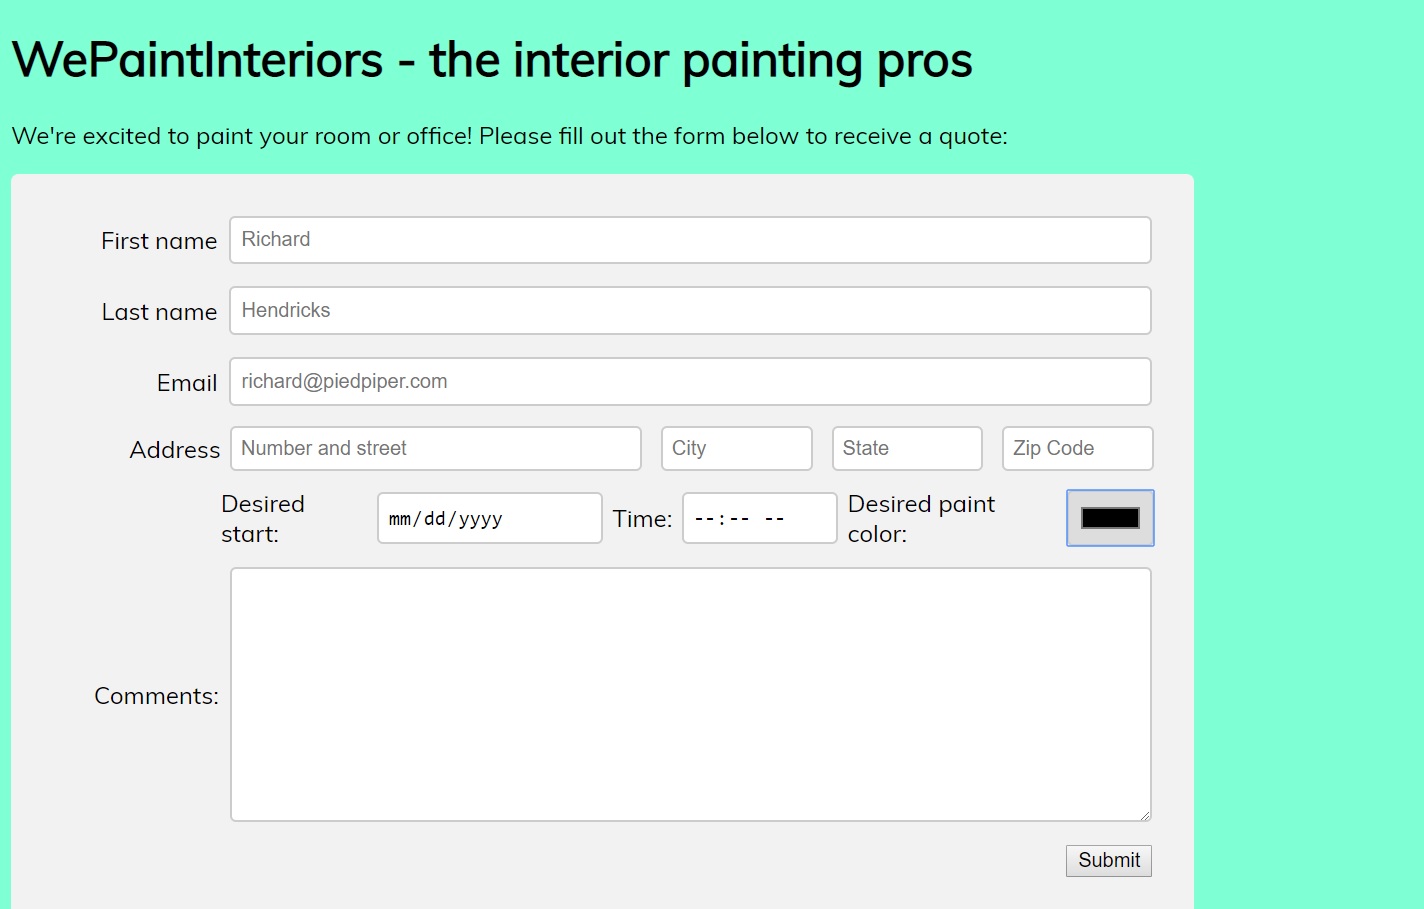 WePaintInteriors - the interior painting pros
We're excited to paint your room or office! Please fill out the form below to receive a quote:
First name Richard
Last name Hendricks
Email richard@piedpiper.com
Address Number and street City State Zip Code
Desired start: mm/dd/yyyy Time: --:-- -- Desired paint color:
Comments:
Submit